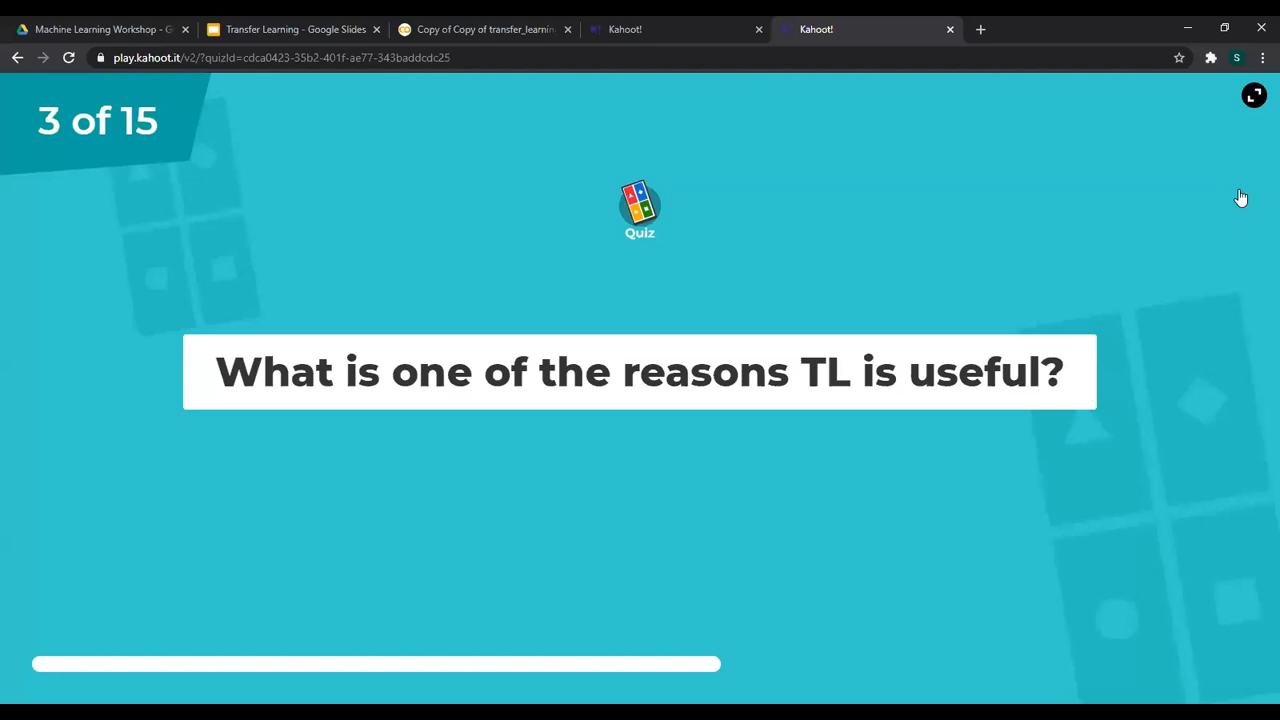 Machine Learning Workshop - G
Transfer Learning - Google Slides
Copy of Copy of transfer_learnin
Kahoot!
Kahoot!
play.kahoot.it/v2/?quizId=cdca0423-35b2-401f-ae77-343baddcdc25
S
3 of 15
Quiz
What is one of the reasons TL is useful?